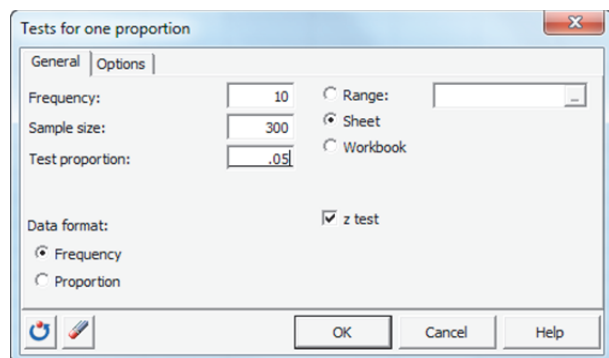 Tests for one proportion
General Options
Frequency: 10
Sample size: 300
Test proportion: .05
Range: ...
Sheet
Workbook
Data format:
Frequency
Proportion
z test
OK Cancel Help